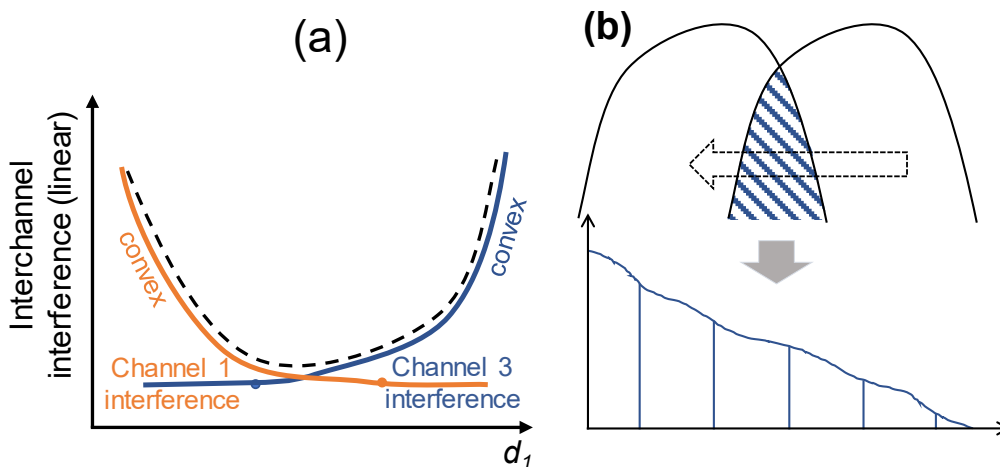 (a)
(b)
Interchannel
interference (linear)
convex
convex
Channel 1
interference
Channel 3
interference
d1